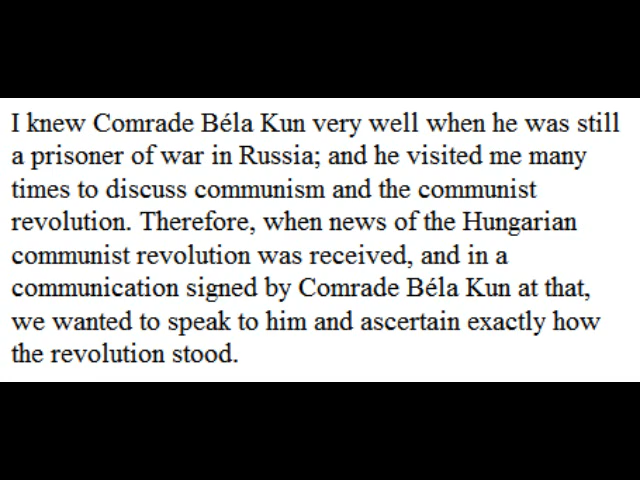 I knew Comrade Béla Kun very well when he was still
a prisoner of war in Russia; and he visited me many
times to discuss communism and the communist
revolution. Therefore, when news of the Hungarian
communist revolution was received, and in a
communication signed by Comrade Béla Kun at that,
we wanted to speak to him and ascertain exactly how
the revolution stood.